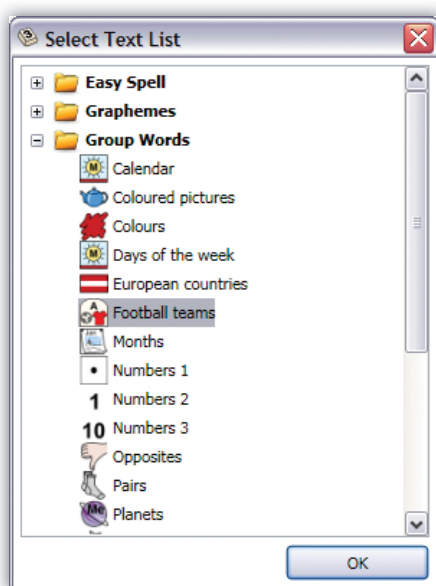 Select Text List
Easy Spell
Graphemes
Group Words
Calendar
Coloured pictures
Colours
Days of the week
European countries
Football teams
Months
Numbers 1
1 Numbers 2
10 Numbers 3
Opposites
Pairs
Planets
OK